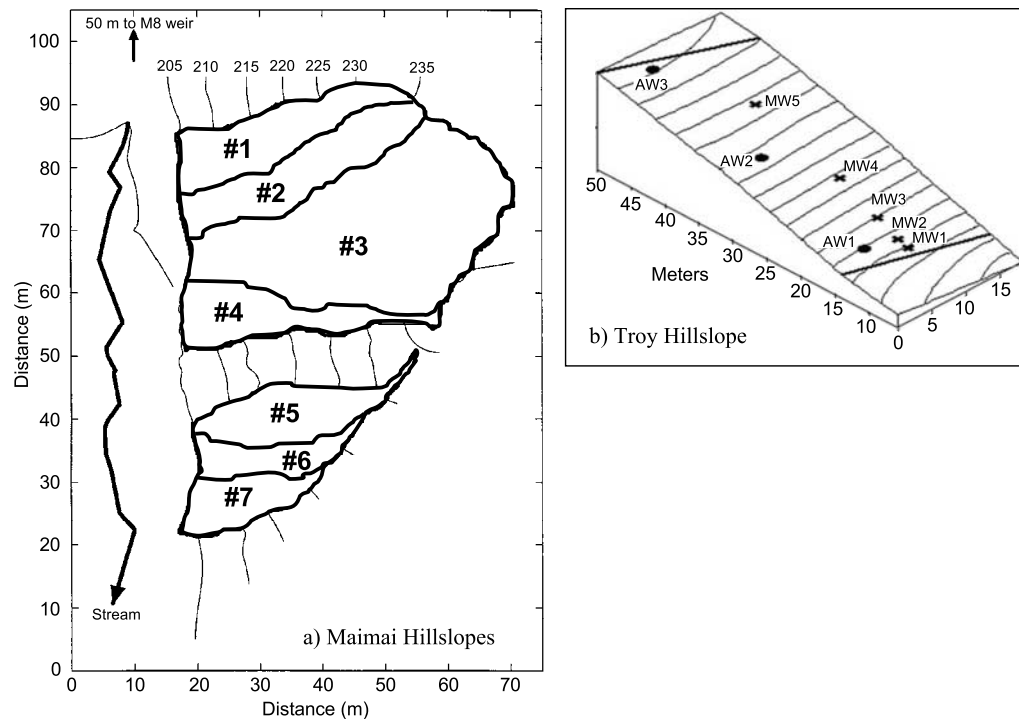 50 m to M8 weir
205 210 215 220 225 230 235
100
90
80
70
60
50
40
30
20
10
0
Distance (m)
#1
#2
#3
#4
#5
#6
#7
Stream
a) Maimai Hillslopes
0 10 20 30 40 50 60 70
Distance (m)
AW3
MW5
AW2
MW4
MW3
MW2
AW1
MW1
50 45 40 35 30 25 20 15 10 0
5 10 15
Meters
b) Troy Hillslope